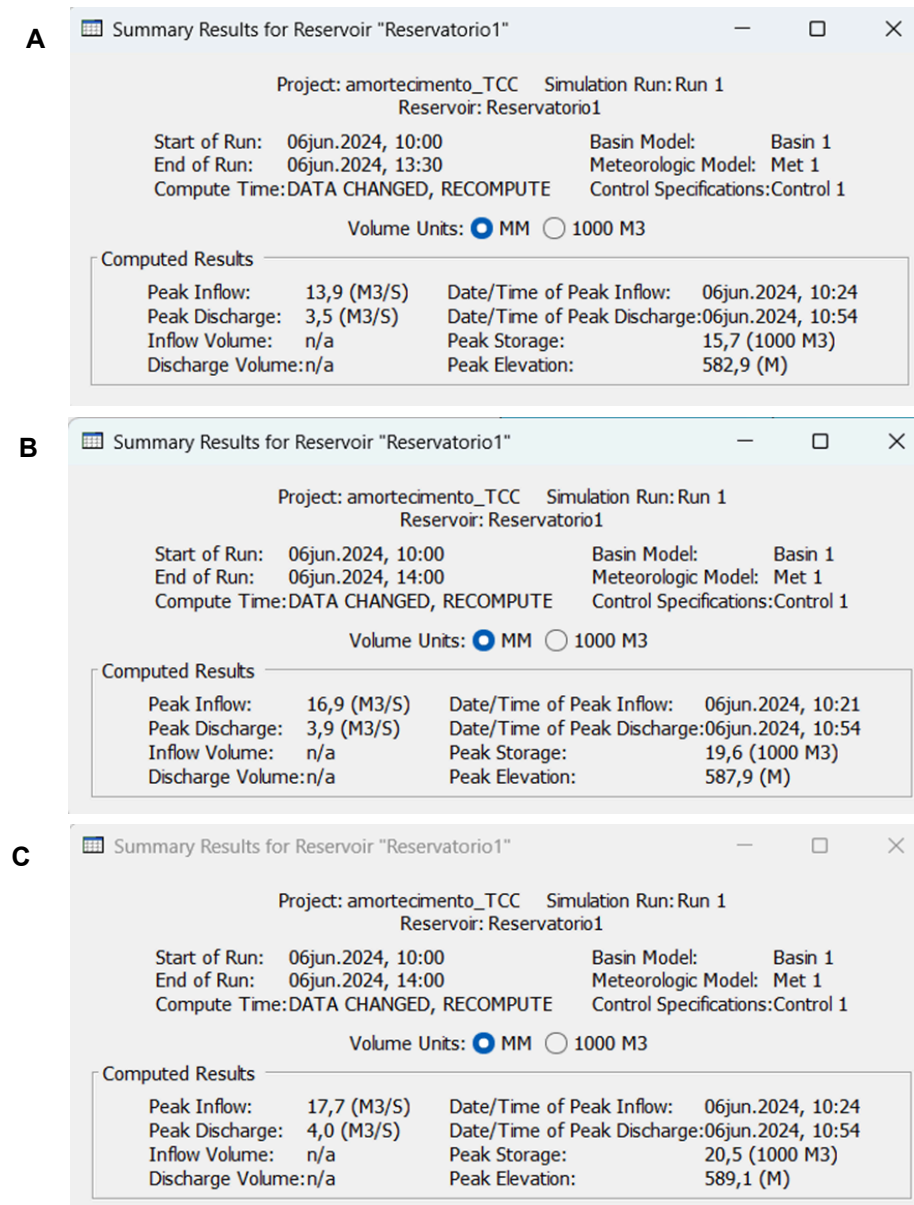 A
Summary Results for Reservoir "Reservatorio1"
Project: amortecimento_TCC Simulation Run: Run 1
Reservoir: Reservatorio1
Start of Run: 06jun.2024, 10:00 Basin Model: Basin 1
End of Run: 06jun.2024, 13:30 Meteorologic Model: Met 1
Compute Time:DATA CHANGED, RECOMPUTE Control Specifications:Control 1
Volume Units: MM 1000 M3
Computed Results
Peak Inflow: 13,9 (M3/S) Date/Time of Peak Inflow: 06jun.2024, 10:24
Peak Discharge: 3,5 (M3/S) Date/Time of Peak Discharge:06jun.2024, 10:54
Inflow Volume: n/a Peak Storage: 15,7 (1000 M3)
Discharge Volume:n/a Peak Elevation: 582,9 (M)
B
Summary Results for Reservoir "Reservatorio1"
Project: amortecimento_TCC Simulation Run: Run 1
Reservoir: Reservatorio1
Start of Run: 06jun.2024, 10:00 Basin Model: Basin 1
End of Run: 06jun.2024, 14:00 Meteorologic Model: Met 1
Compute Time:DATA CHANGED, RECOMPUTE Control Specifications:Control 1
Volume Units: MM 1000 M3
Computed Results
Peak Inflow: 16,9 (M3/S) Date/Time of Peak Inflow: 06jun.2024, 10:21
Peak Discharge: 3,9 (M3/S) Date/Time of Peak Discharge:06jun.2024, 10:54
Inflow Volume: n/a Peak Storage: 19,6 (1000 M3)
Discharge Volume:n/a Peak Elevation: 587,9 (M)
C
Summary Results for Reservoir "Reservatorio1"
Project: amortecimento_TCC Simulation Run: Run 1
Reservoir: Reservatorio1
Start of Run: 06jun.2024, 10:00 Basin Model: Basin 1
End of Run: 06jun.2024, 14:00 Meteorologic Model: Met 1
Compute Time:DATA CHANGED, RECOMPUTE Control Specifications:Control 1
Volume Units: MM 1000 M3
Computed Results
Peak Inflow: 17,7 (M3/S) Date/Time of Peak Inflow: 06jun.2024, 10:24
Peak Discharge: 4,0 (M3/S) Date/Time of Peak Discharge:06jun.2024, 10:54
Inflow Volume: n/a Peak Storage: 20,5 (1000 M3)
Discharge Volume:n/a Peak Elevation: 589,1 (M)